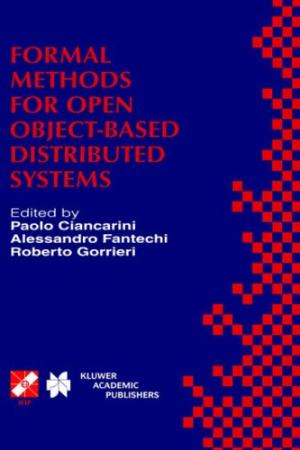 FORMAL
METHODS
FOR OPEN
OBJECT-BASED
DISTRIBUTED
SYSTEMS
Edited by
Paolo Ciancarini
Alessandro Fantechi
Roberto Gorrieri
ifip
KLUWER
ACADEMIC
PUBLISHERS